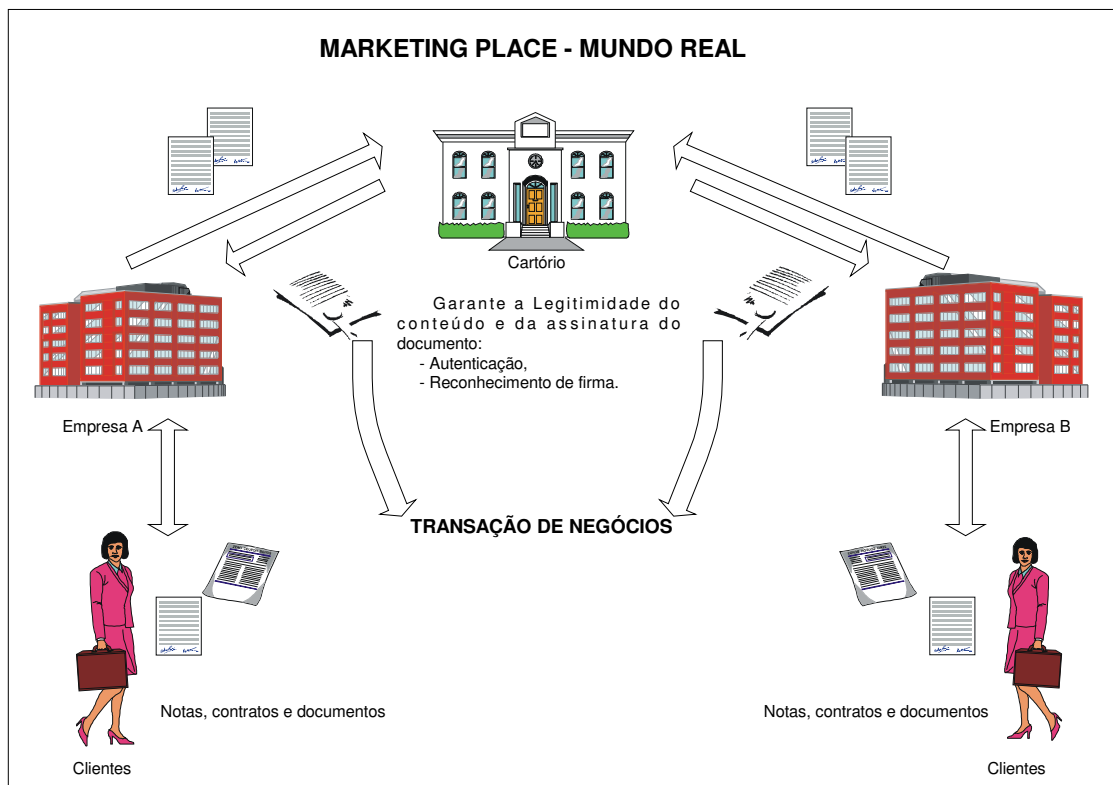 MARKETING PLACE - MUNDO REAL
Cartório
Garante a Legitimidade do
conteúdo e da assinatura do
documento:
- Autenticação,
- Reconhecimento de firma.
Empresa A
Empresa B
TRANSAÇÃO DE NEGÓCIOS
Notas, contratos e documentos
Notas, contratos e documentos
Clientes
Clientes